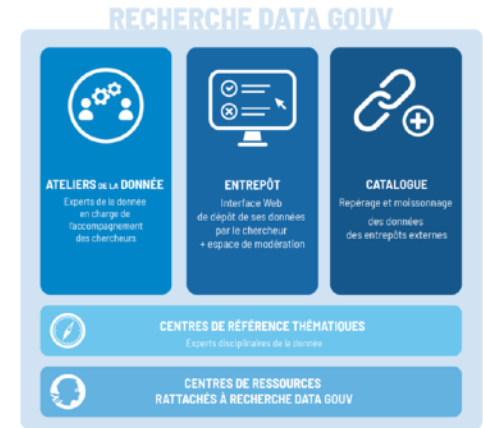 RECHERCHE DATA GOUV
ATELIERS DE LA DONNÉE
Experts de la donnée
en charge de
l'accompagnement
des chercheurs
ENTREPÔT
Interface Web
de dépôt de ses données
par le chercheur
+ espace de modération
CATALOGUE
Repérage et moissonnage
des données
des entrepôts externes
CENTRES DE RÉFÉRENCE THÉMATIQUES
Experts disciplinaires de la donnée
CENTRES DE RESSOURCES
RATTACHÉS À RECHERCHE DATA GOUV